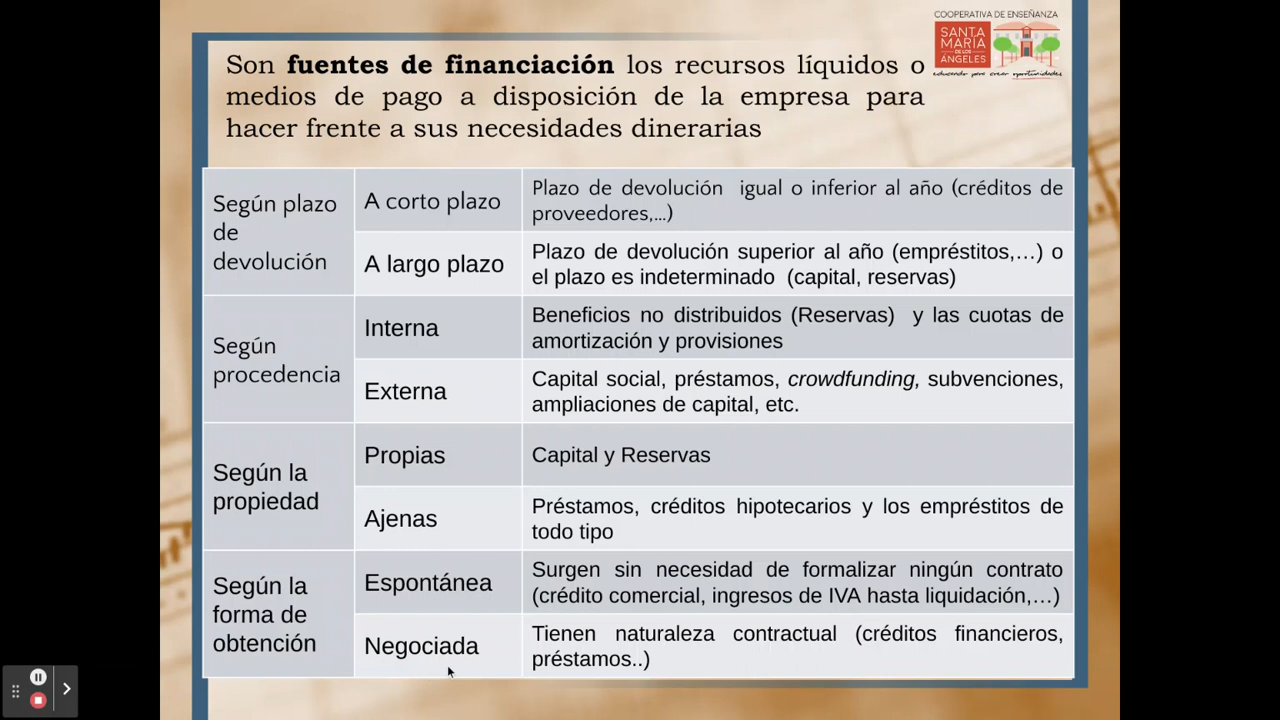 COOPERATIVA DE ENSEÑANZA
SANTA
MARIA
DE LOS
ÁNGELES
educando para crear oportunidades
Son fuentes de financiación los recursos líquidos o
medios de pago a disposición de la empresa para
hacer frente a sus necesidades dinerarias
Según plazo
de
devolución
A corto plazo
Plazo de devolución igual o inferior al año (créditos de
proveedores,...)
A largo plazo
Plazo de devolución superior al año (empréstitos,...) o
el plazo es indeterminado (capital, reservas)
Según
procedencia
Interna
Beneficios no distribuidos (Reservas) y las cuotas de
amortización y provisiones
Externa
Capital social, préstamos, crowdfunding, subvenciones,
ampliaciones de capital, etc.
Según la
propiedad
Propias
Capital y Reservas
Ajenas
Préstamos, créditos hipotecarios y los empréstitos de
todo tipo
Según la
forma de
obtención
Espontánea
Surgen sin necesidad de formalizar ningún contrato
(crédito comercial, ingresos de IVA hasta liquidación,...)
Negociada
Tienen naturaleza contractual (créditos financieros,
préstamos..)